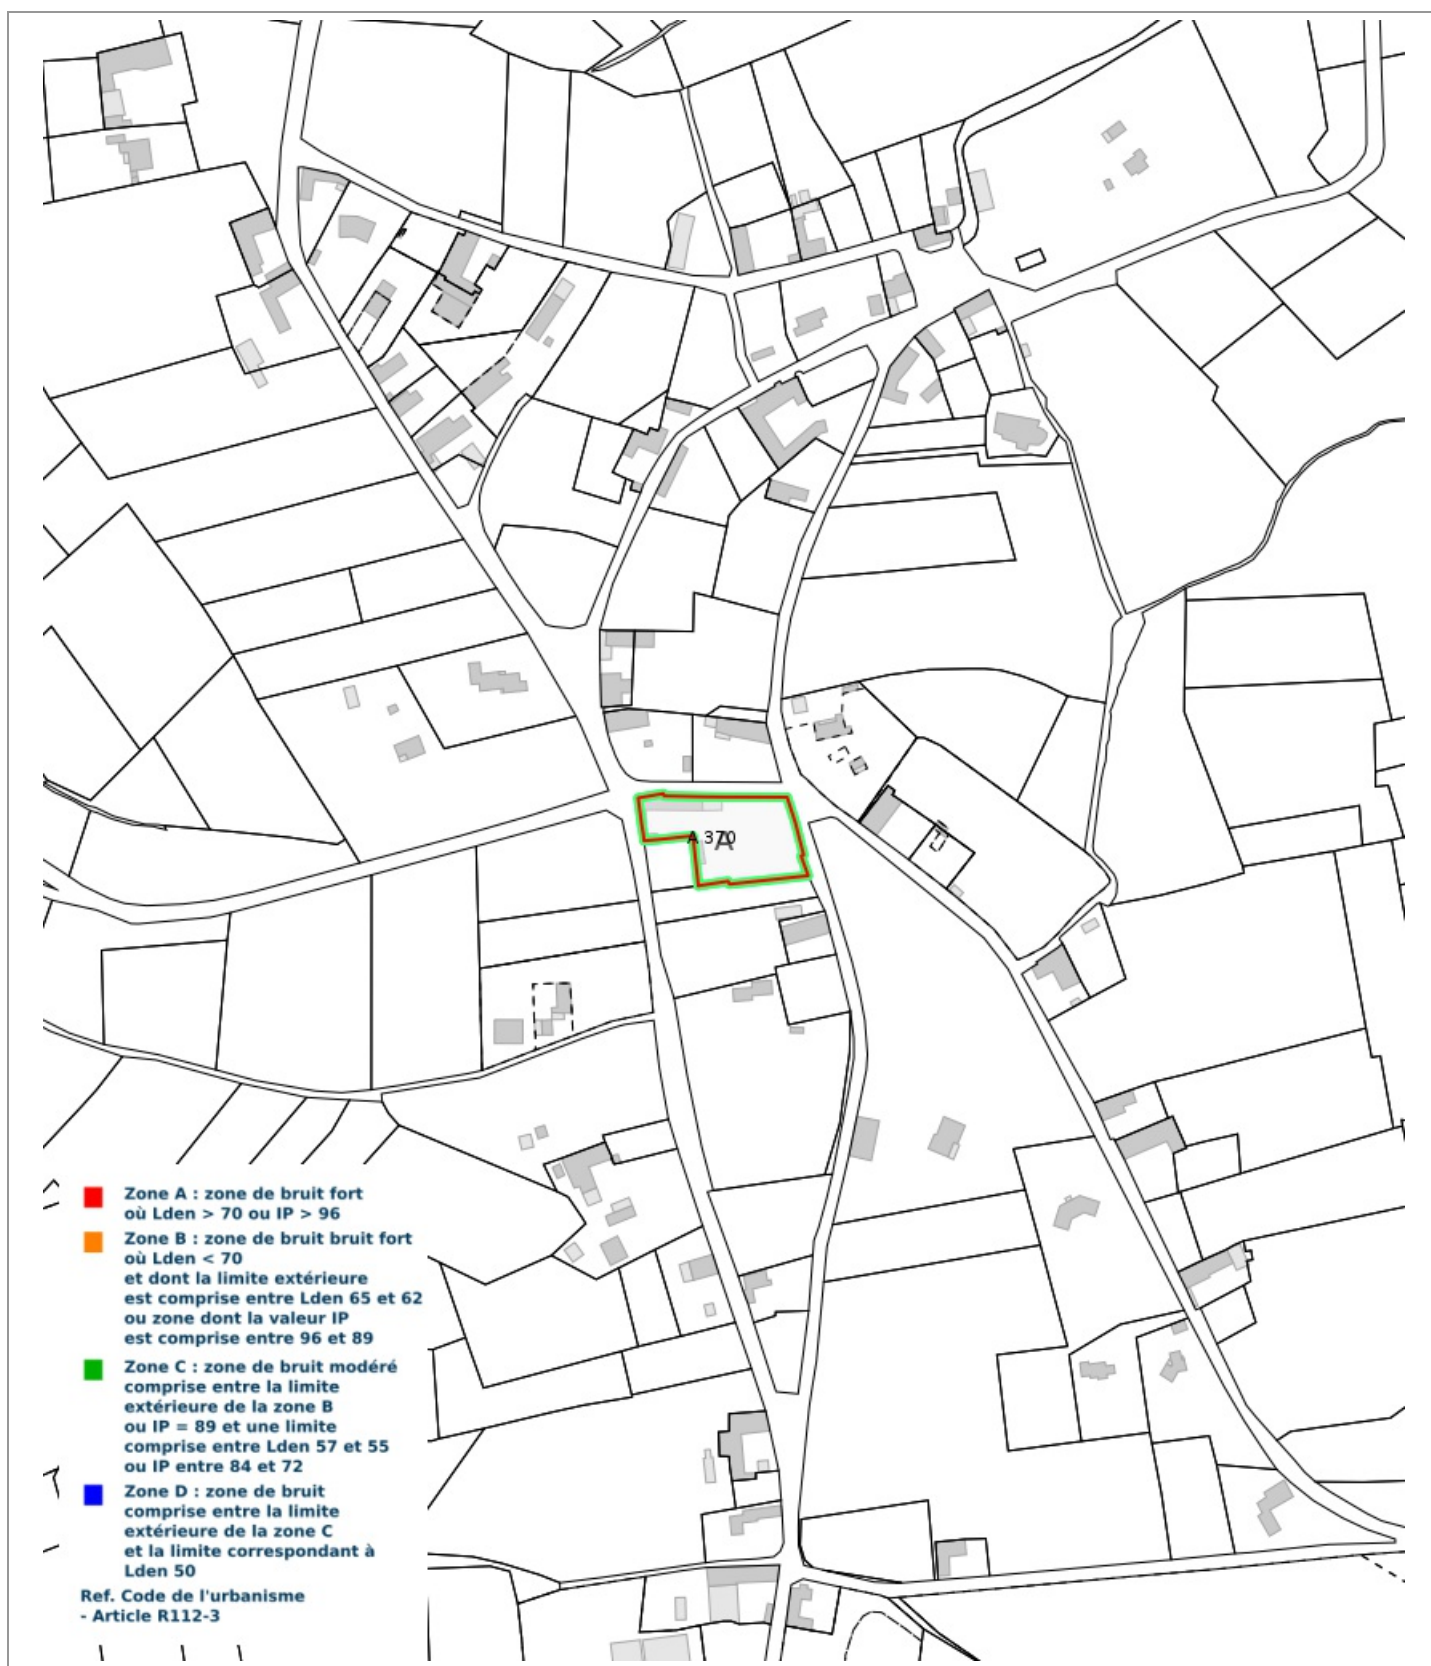 A 370
A
Zone A : zone de bruit fort
où Lden > 70 ou IP > 96
Zone B : zone de bruit bruit fort
où Lden < 70
et dont la limite extérieure
est comprise entre Lden 65 et 62
ou zone dont la valeur IP
est comprise entre 96 et 89
Zone C : zone de bruit modéré
comprise entre la limite
extérieure de la zone B
ou IP = 89 et une limite
comprise entre Lden 57 et 55
ou IP entre 84 et 72
Zone D : zone de bruit
comprise entre la limite
extérieure de la zone C
et la limite correspondant à
Lden 50
Ref. Code de l'urbanisme
- Article R112-3